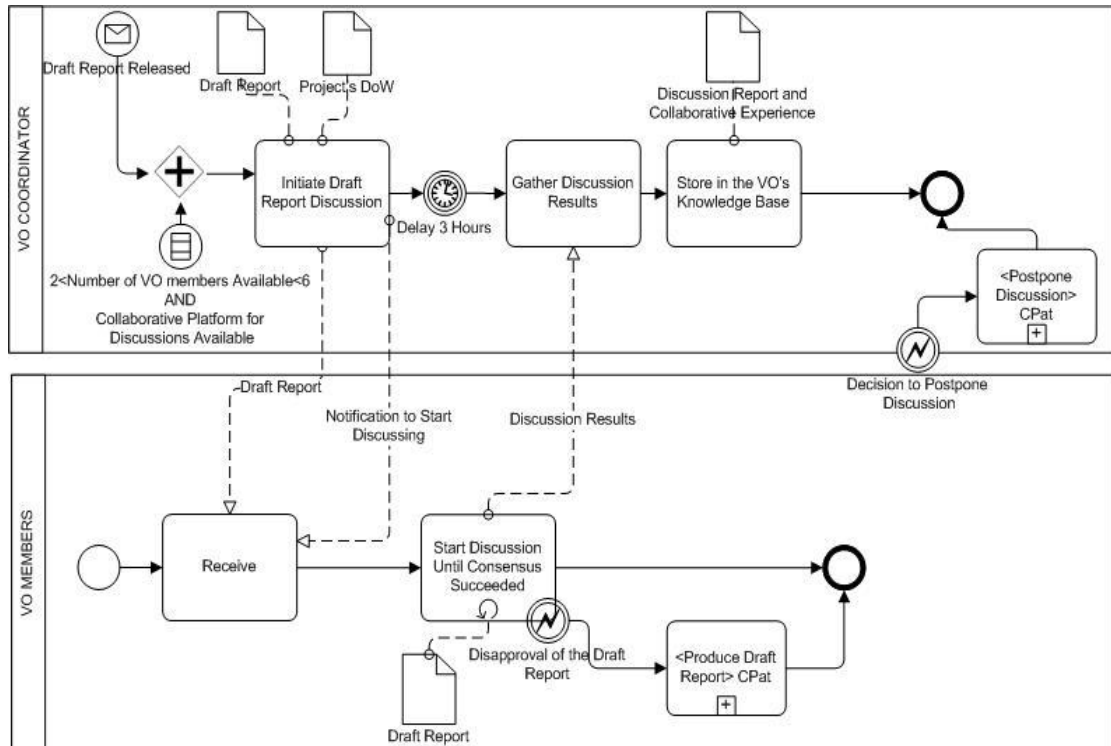 VO COORDINATOR
Draft Report Released
Draft Report
Project's DoW
Discussion Report and
Collaborative Experience
Initiate Draft
Report Discussion
Delay 3 Hours
Gather Discussion
Results
Store in the VO's
Knowledge Base
2<Number of VO members Available<6
AND
Collaborative Platform for
Discussions Available
<Postpone
Discussion>
CPat
Decision to Postpone
Discussion
Draft Report
Notification to Start
Discussing
Discussion Results
VO MEMBERS
Receive
Start Discussion
Until Consensus
Succeeded
Disapproval of the Draft
Report
<Produce Draft
Report> CPat
Draft Report